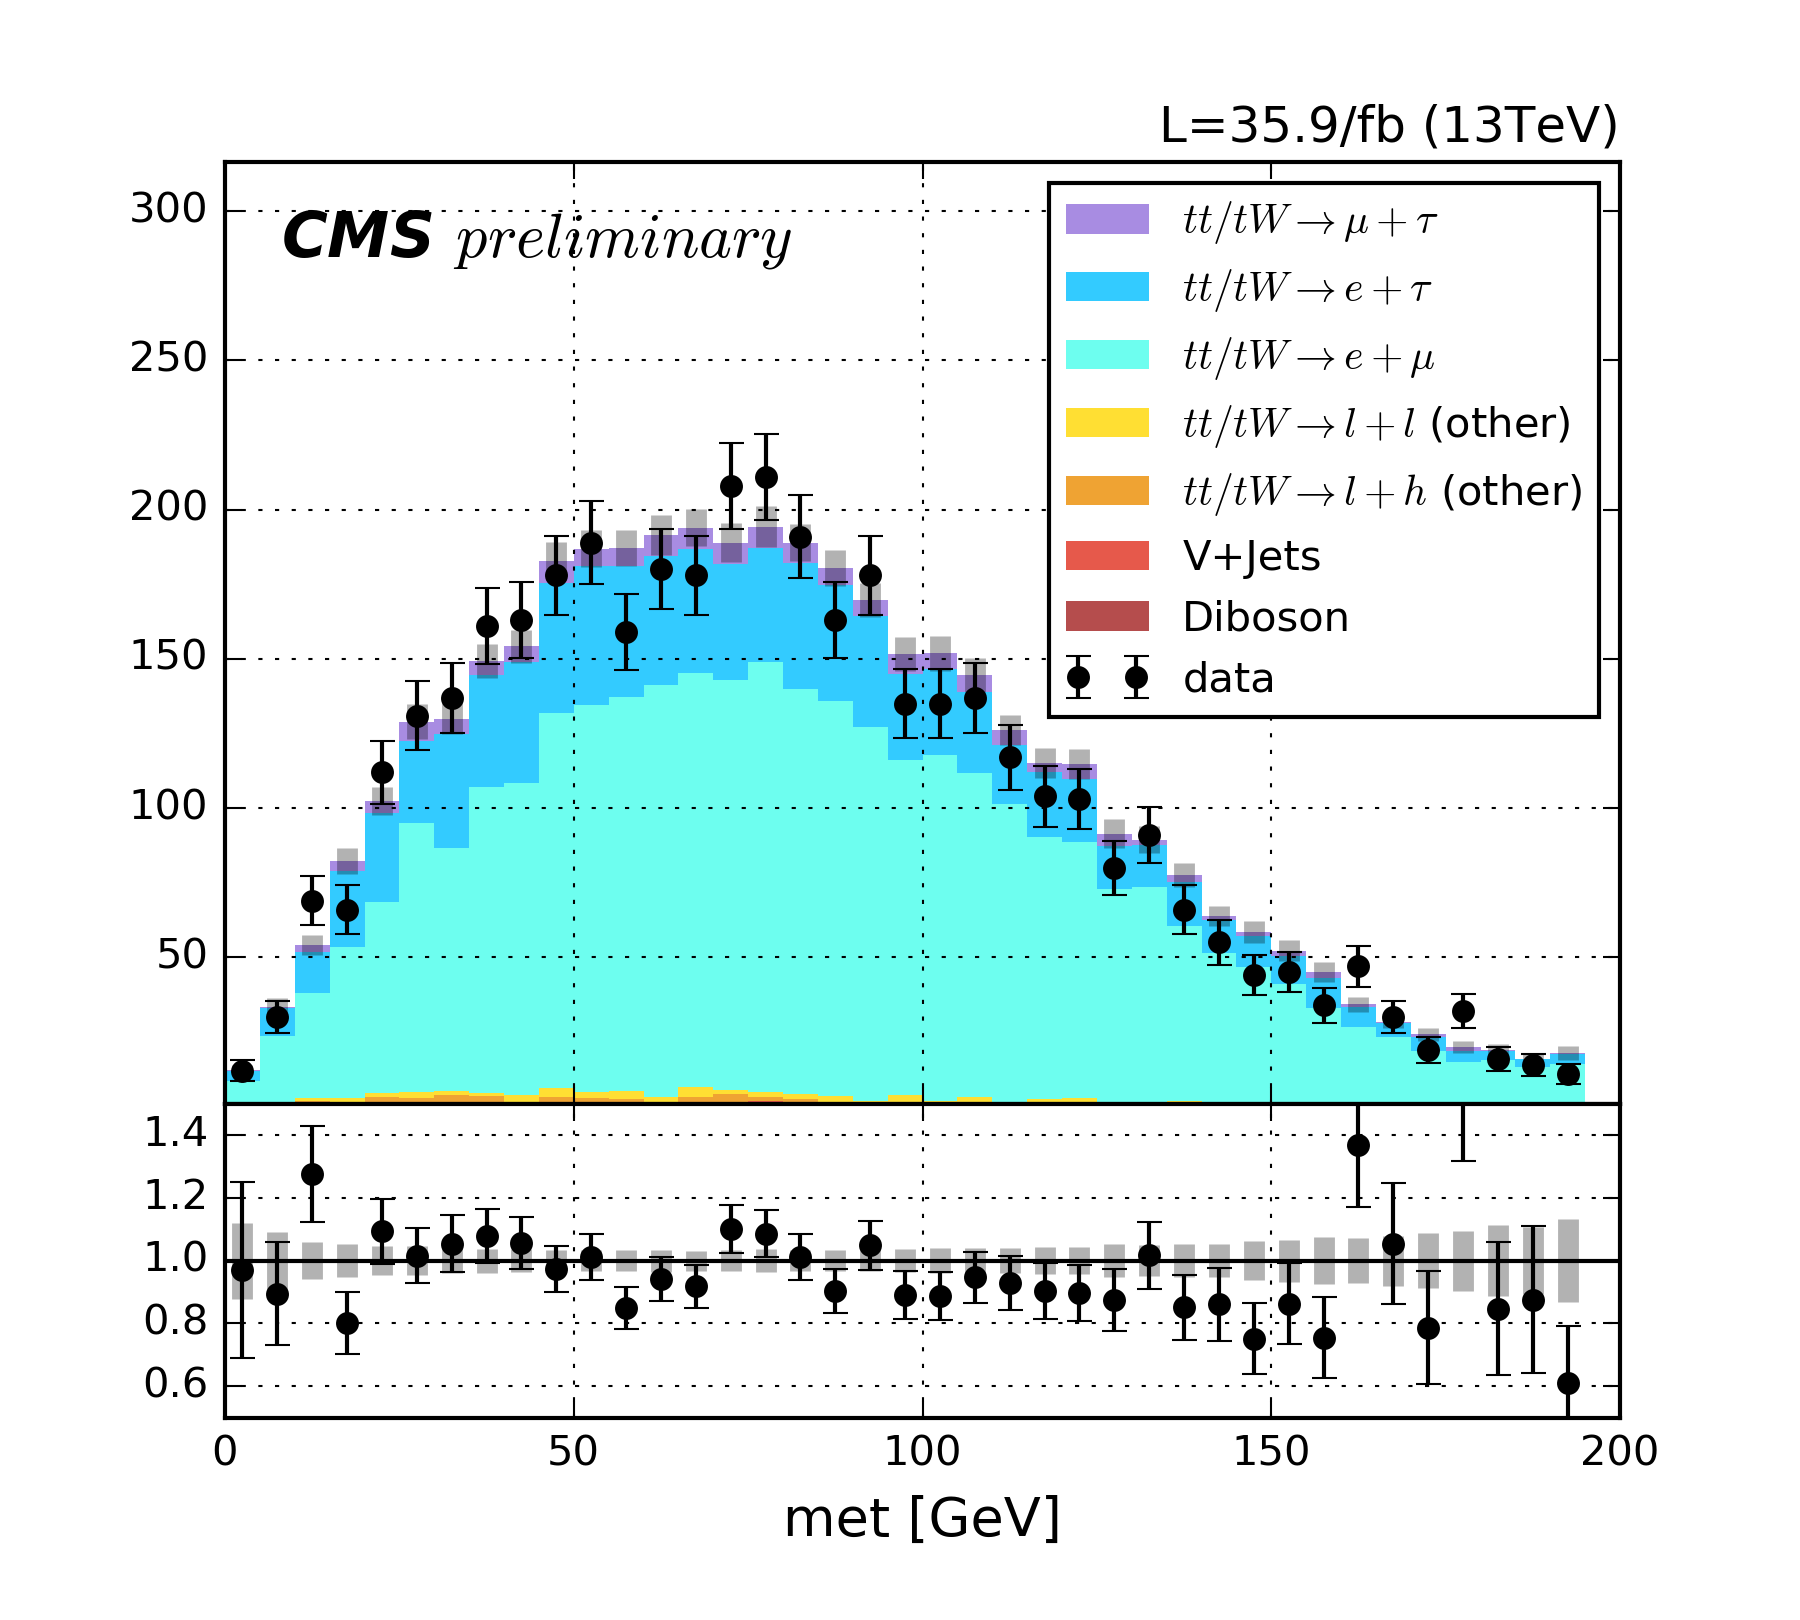 L=35.9/fb (13TeV)
CMS preliminary
300
250
200
150
100
50
tt/tW → μ + τ
tt/tW → e + τ
tt/tW → e + μ
tt/tW → l + l (other)
tt/tW → l + h (other)
V+Jets
Diboson
data
1.4
1.2
1.0
0.8
0.6
0 50 100 150 200
met [GeV]